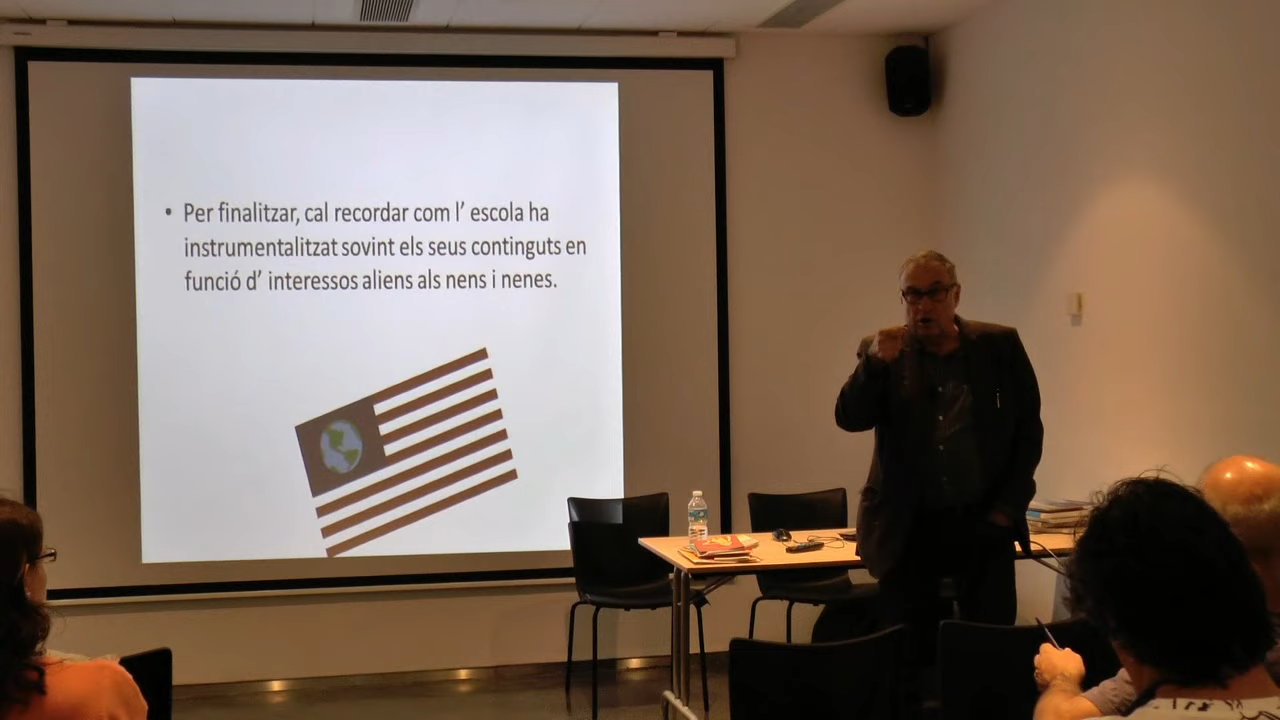 • Per finalitzar, cal recordar com l’ escola ha
instrumentalitzat sovint els seus continguts en
funció d’ interessos aliens als nens i nenes.